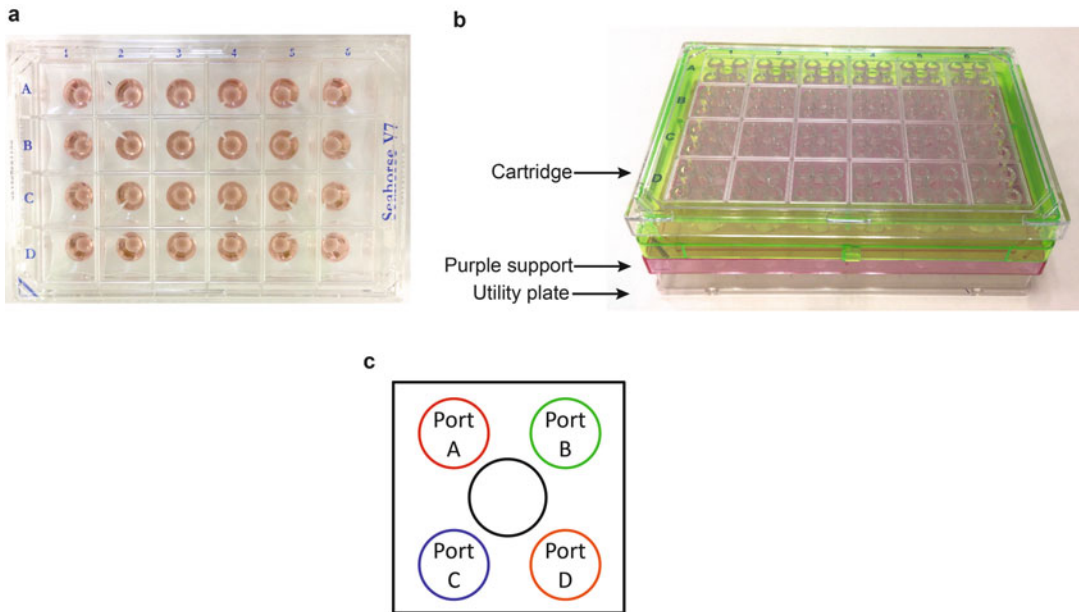 a
1 2 3 4 5 6
A
B
C
D
Seahorse V7
b
A
B
C
D
Cartridge
Purple support
Utility plate
c
Port
A
Port
B
Port
C
Port
D